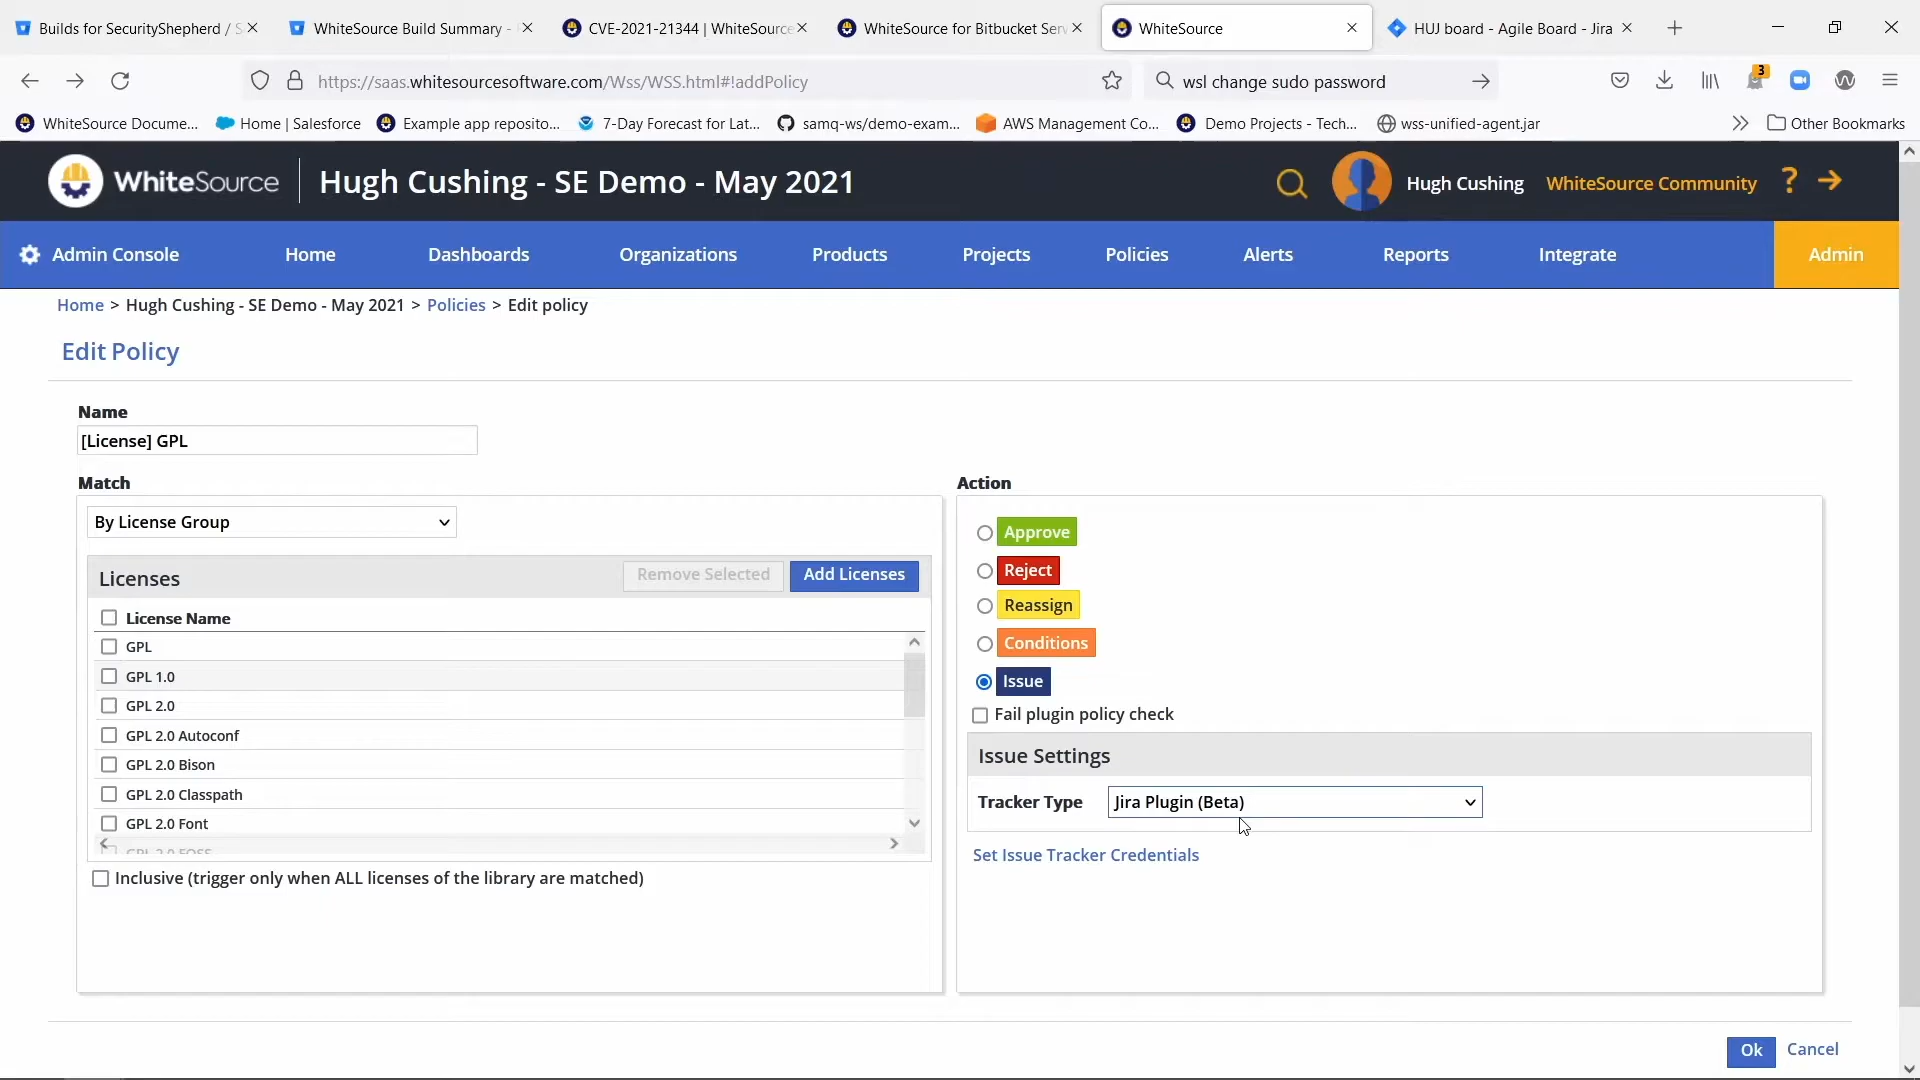 Builds for SecurityShepherd / S
WhiteSource Build Summary -
CVE-2021-21344 | WhiteSource
WhiteSource for Bitbucket Serv
WhiteSource
HUJ board - Agile Board - Jira
https://saas.whitesourcesoftware.com/Wss/WSS.html#!addPolicy
wsl change sudo password
3
WhiteSource Docume...
Home | Salesforce
Example app reposito...
7-Day Forecast for Lat...
samq-ws/demo-exam...
AWS Management Co...
Demo Projects - Tech...
wss-unified-agent.jar
Other Bookmarks
WhiteSource
Hugh Cushing - SE Demo - May 2021
Hugh Cushing
WhiteSource Community
?
Admin Console
Home
Dashboards
Organizations
Products
Projects
Policies
Alerts
Reports
Integrate
Admin
Home > Hugh Cushing - SE Demo - May 2021 > Policies > Edit policy
Edit Policy
Name
[License] GPL
Match
By License Group
Licenses
Remove Selected
Add Licenses
License Name
GPL
GPL 1.0
GPL 2.0
GPL 2.0 Autoconf
GPL 2.0 Bison
GPL 2.0 Classpath
GPL 2.0 Font
GPL 2.0 FOSS
Inclusive (trigger only when ALL licenses of the library are matched)
Action
Approve
Reject
Reassign
Conditions
Issue
Fail plugin policy check
Issue Settings
Tracker Type
Jira Plugin (Beta)
Set Issue Tracker Credentials
Ok
Cancel